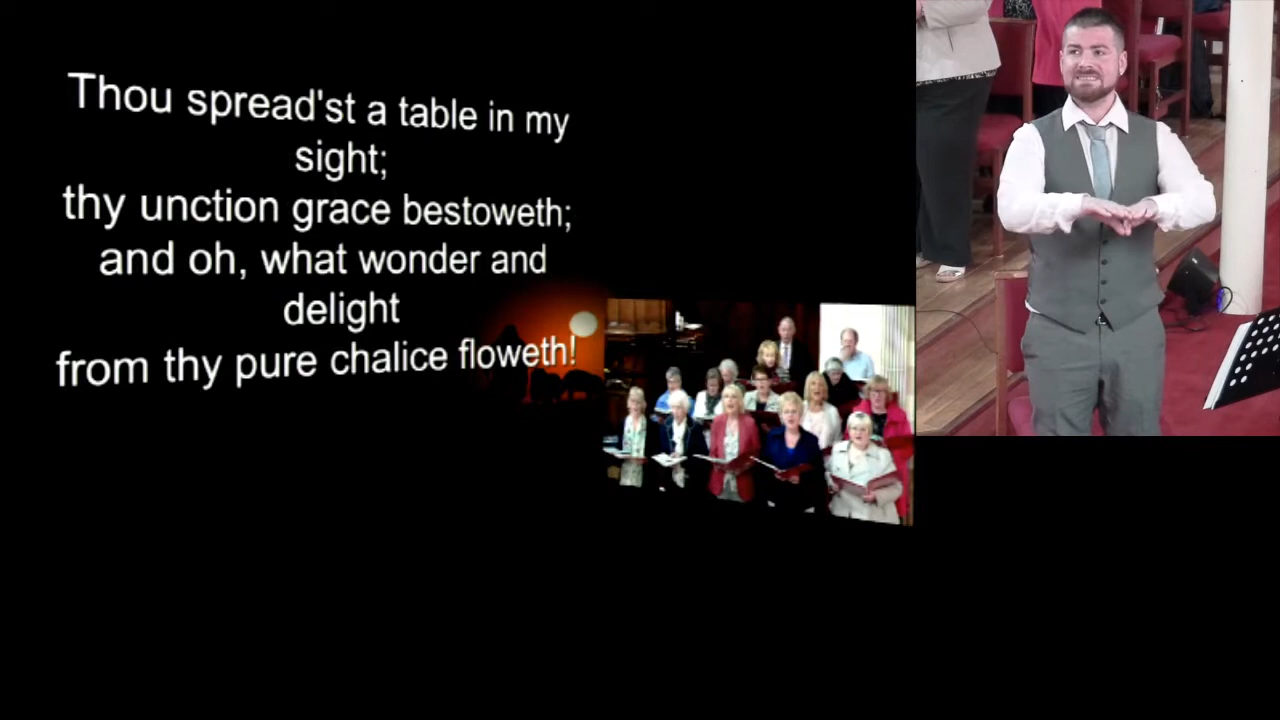 Thou spread'st a table in my
sight;
thy unction grace bestoweth;
and oh, what wonder and
delight
from thy pure chalice floweth!